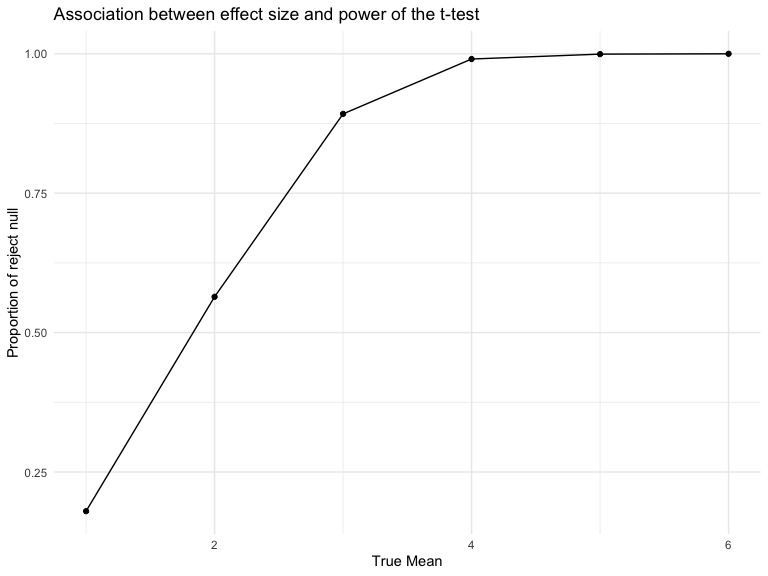 Association between effect size and power of the t-test
Proportion of reject null
1.00
0.75
0.50
0.25
2
4
6
True Mean